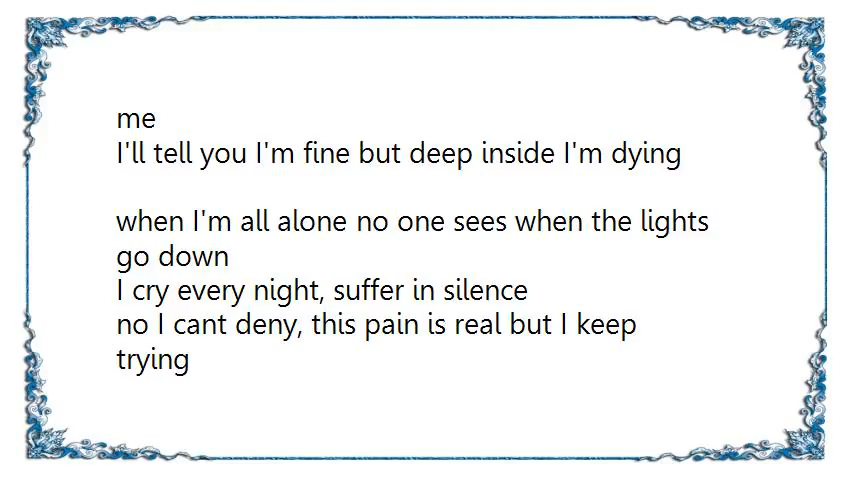 me
I'll tell you I'm fine but deep inside I'm dying
when I'm all alone no one sees when the lights
go down
I cry every night, suffer in silence
no I cant deny, this pain is real but I keep
trying